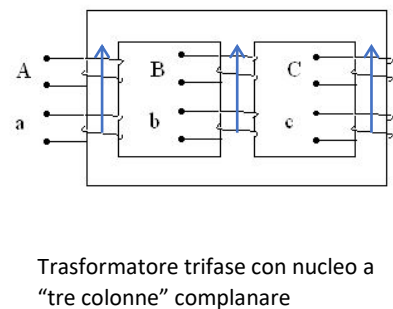 A
B
C
a
b
c
Trasformatore trifase con nucleo a
“tre colonne” complanare